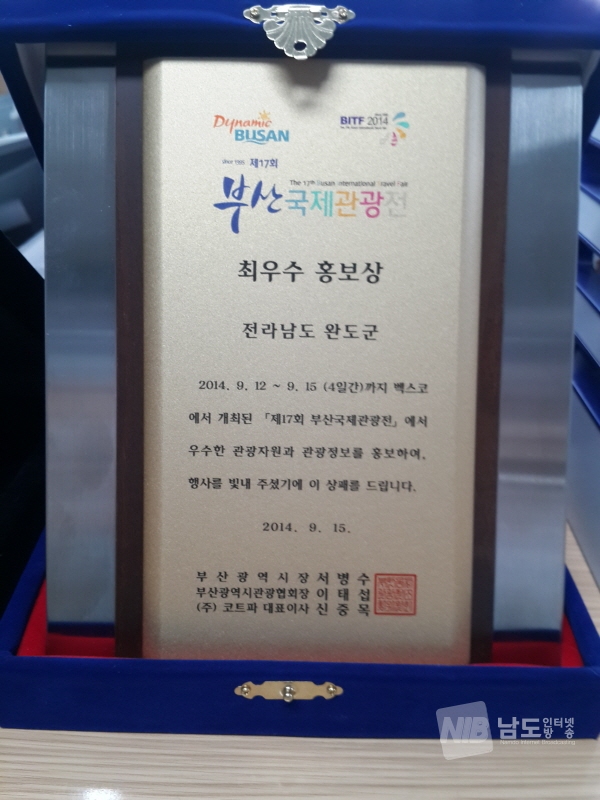 Dynamic
BUSAN
BITF 2014
since 1998 제17회
The 17th Busan International Travel Fair
부산국제관광전
최우수 홍보상
전라남도 완도군
2014. 9. 12 ~ 9. 15 (4일간)까지 벡스코
에서 개최된 「제17회 부산국제관광전」에서
우수한 관광자원과 관광정보를 홍보하여,
행사를 빛내 주셨기에 이 상패를 드립니다.
2014. 9. 15.
부산광역시장 서병수
부산광역시관광협회장 이태섭
(주) 코트파 대표이사 신중목
NIB 남도 인터넷
방송
Namdo Internet Broadcasting